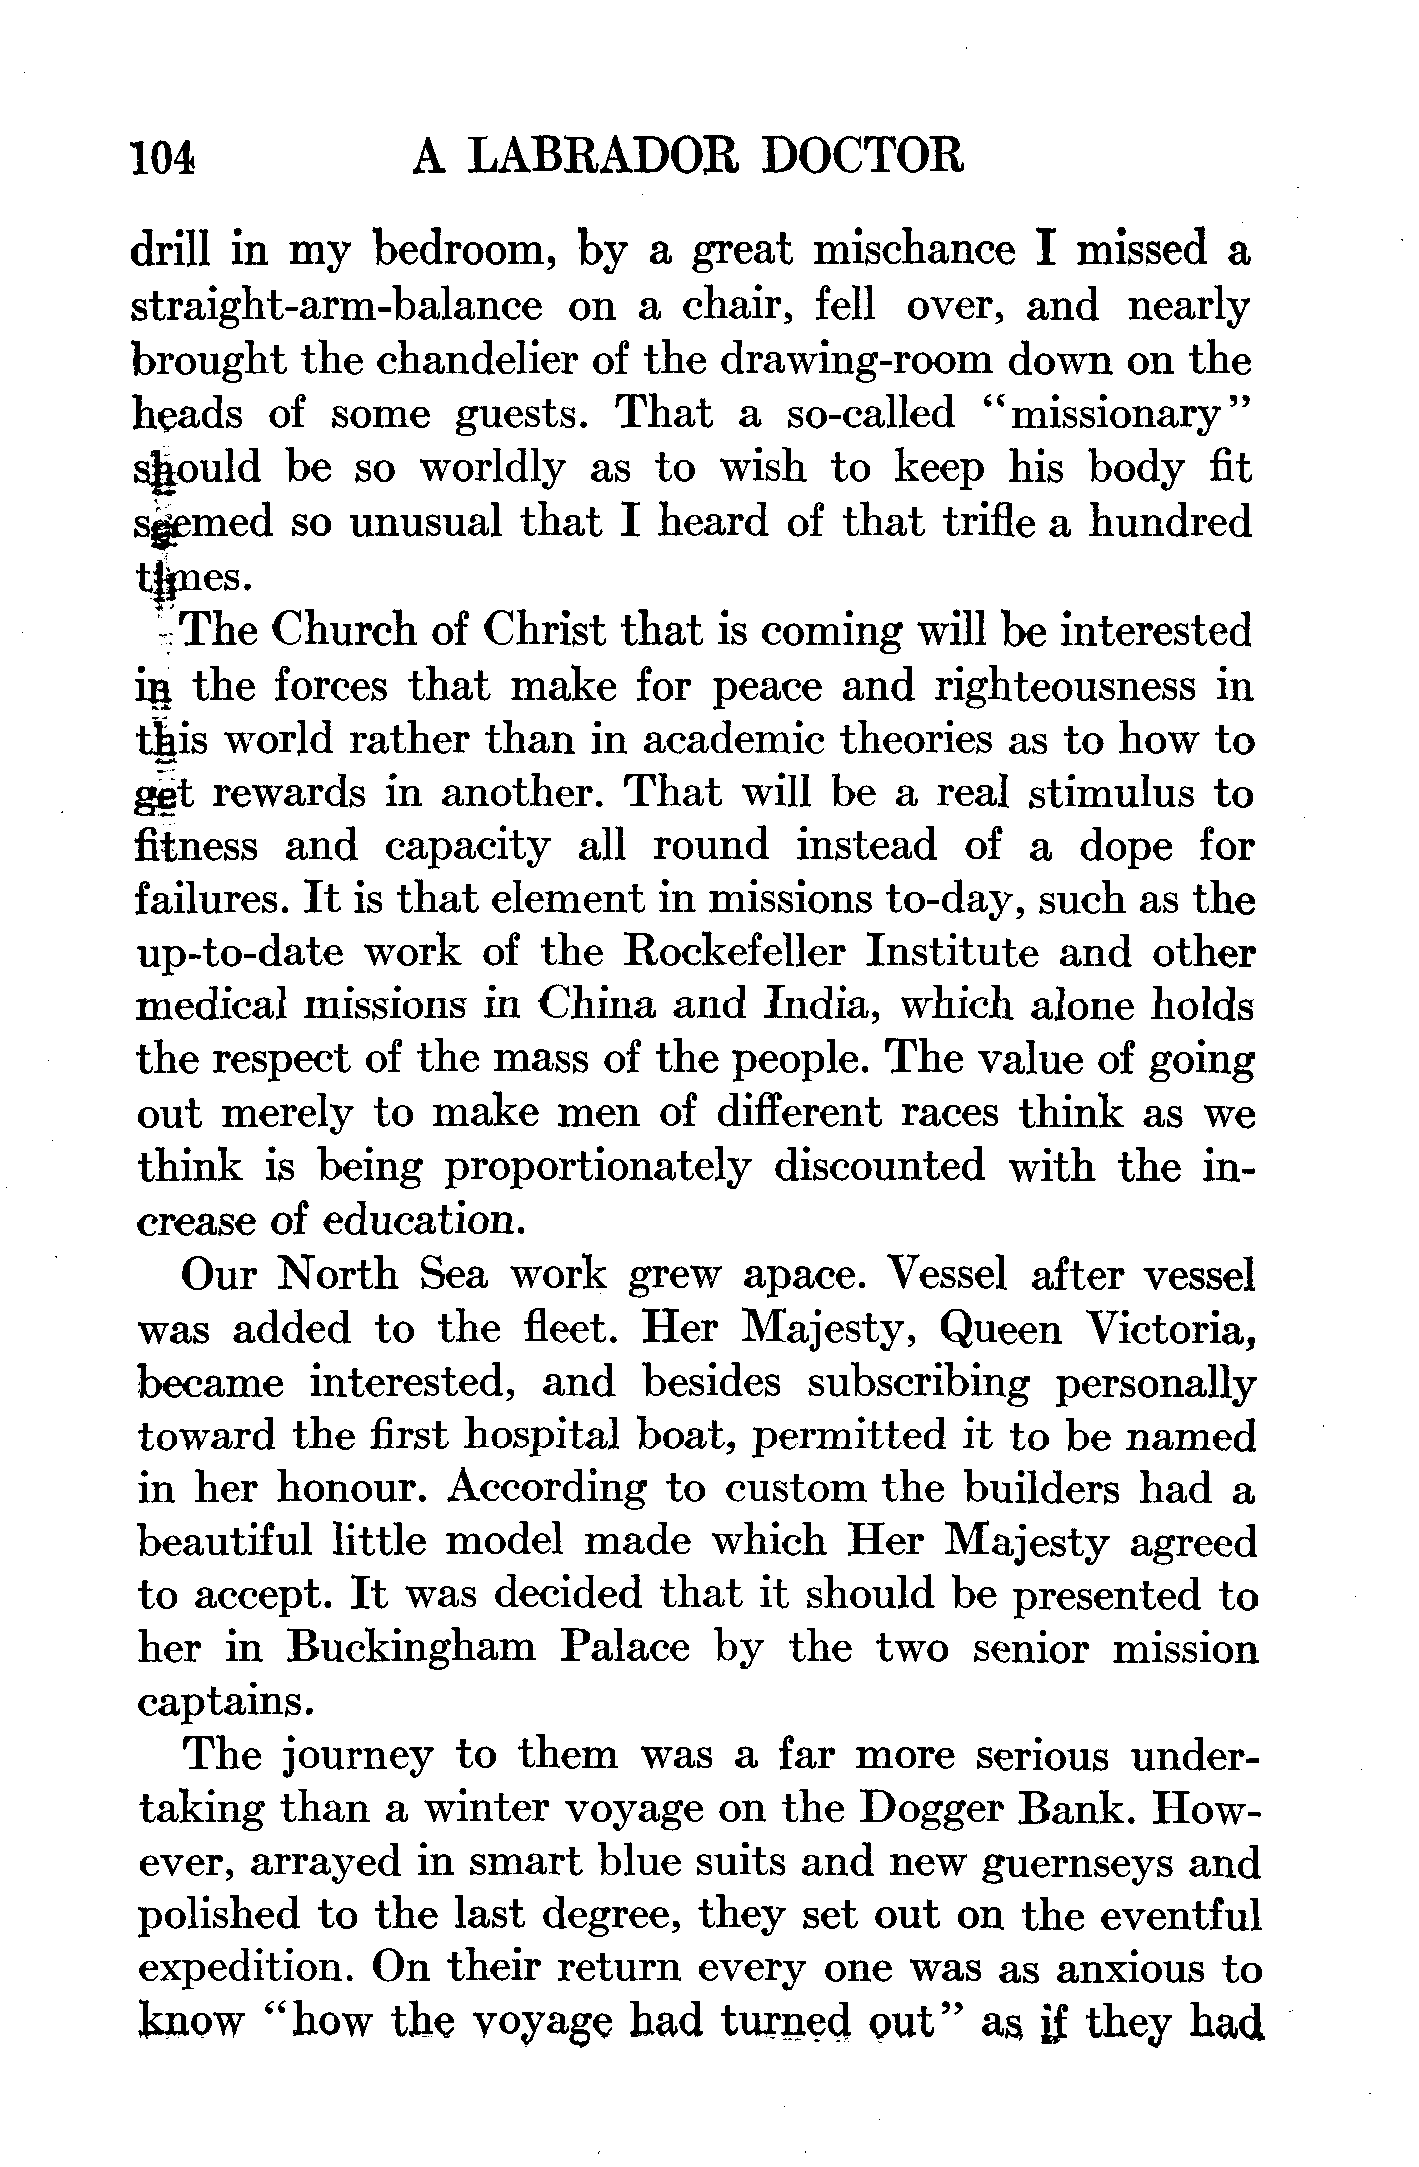 104 A LABRADOR DOCTOR
drill in my bedroom, by a great mischance I missed a
straight-arm-balance on a chair, fell over, and nearly
brought the chandelier of the drawing-room down on the
heads of some guests. That a so-called “missionary”
should be so worldly as to wish to keep his body fit
seemed so unusual that I heard of that trifle a hundred
times.
The Church of Christ that is coming will be interested
in the forces that make for peace and righteousness in
this world rather than in academic theories as to how to
get rewards in another. That will be a real stimulus to
fitness and capacity all round instead of a dope for
failures. It is that element in missions to-day, such as the
up-to-date work of the Rockefeller Institute and other
medical missions in China and India, which alone holds
the respect of the mass of the people. The value of going
out merely to make men of different races think as we
think is being proportionately discounted with the in-
crease of education.
Our North Sea work grew apace. Vessel after vessel
was added to the fleet. Her Majesty, Queen Victoria,
became interested, and besides subscribing personally
toward the first hospital boat, permitted it to be named
in her honour. According to custom the builders had a
beautiful little model made which Her Majesty agreed
to accept. It was decided that it should be presented to
her in Buckingham Palace by the two senior mission
captains.
The journey to them was a far more serious under-
taking than a winter voyage on the Dogger Bank. How-
ever, arrayed in smart blue suits and new guernseys and
polished to the last degree, they set out on the eventful
expedition. On their return every one was as anxious to
know “how the voyage had turned out” as if they had